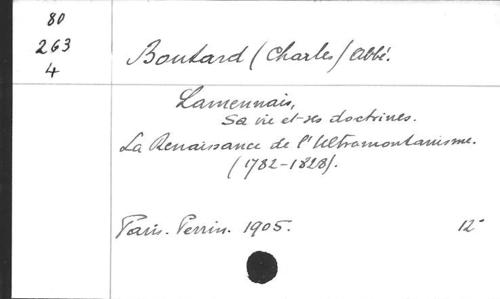 80
263
4
Boutard (Charles) Abbé.
Lamennais,
Sa vie et ses doctrines.
La Renaissance de l'Ultramontanisme.
(1782-1828).
Paris. Perrin. 1905. 12°